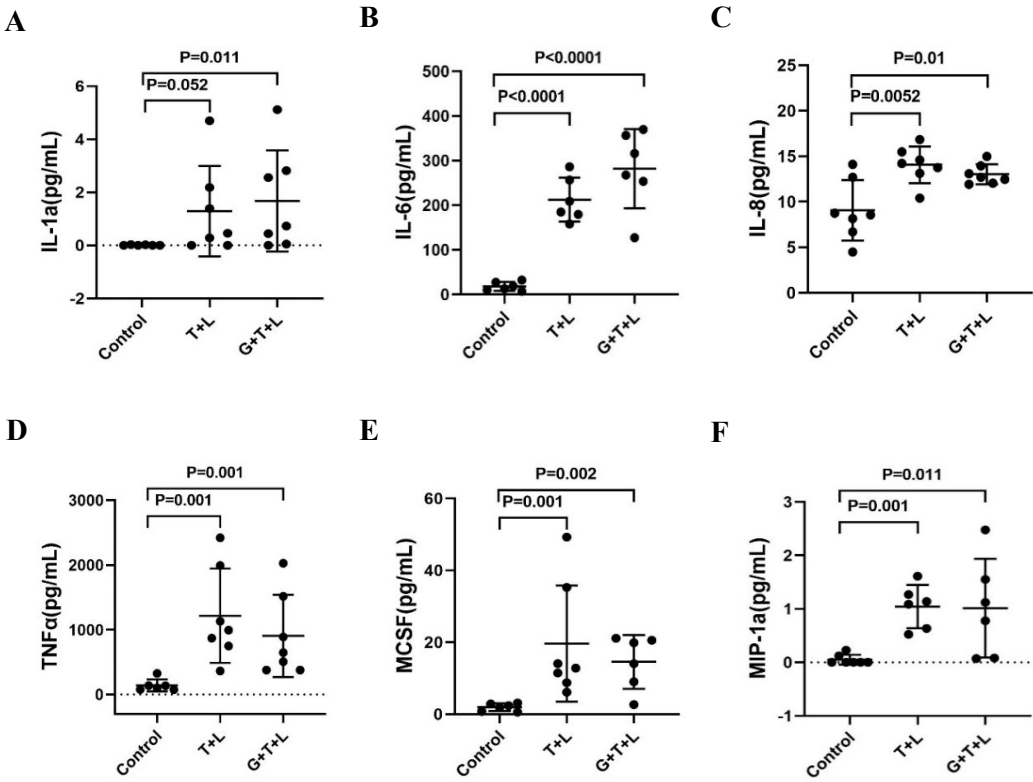 A
P=0.011
P=0.052
IL-1a(pg/mL)
6
4
2
0
-2
Control
T+L
G+T+L
B
P<0.0001
P<0.0001
IL-6(pg/mL)
500
400
300
200
100
0
Control
T+L
G+T+L
C
P=0.01
P=0.0052
IL-8(pg/mL)
25
20
15
10
5
0
Control
T+L
G+T+L
D
P=0.001
P=0.001
TNFα(pg/mL)
3000
2000
1000
0
Control
T+L
G+T+L
E
P=0.002
P=0.001
MCSF(pg/mL)
60
40
20
0
Control
T+L
G+T+L
F
P=0.011
P=0.001
MIP-1a(pg/mL)
3
2
1
0
-1
Control
T+L
G+T+L